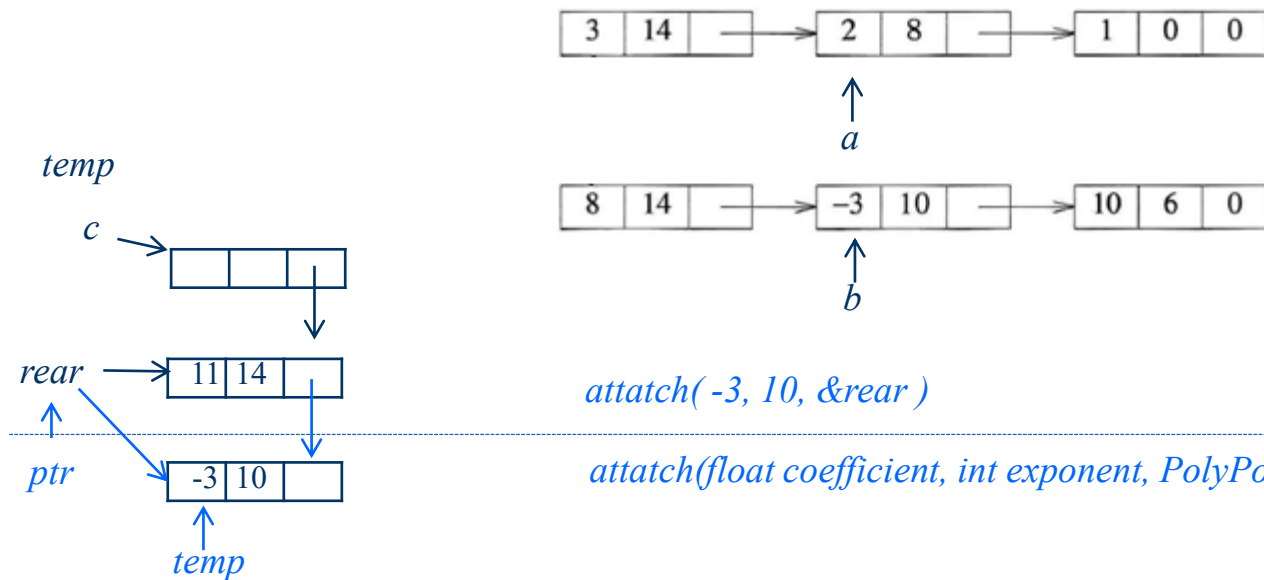 3 14 2 8 1 0 0
a
temp
8 14 −3 10 10 6 0
c
b
rear 11 14
attatch( -3, 10, &rear )
ptr -3 10
attatch(float coefficient, int exponent, PolyPo
temp